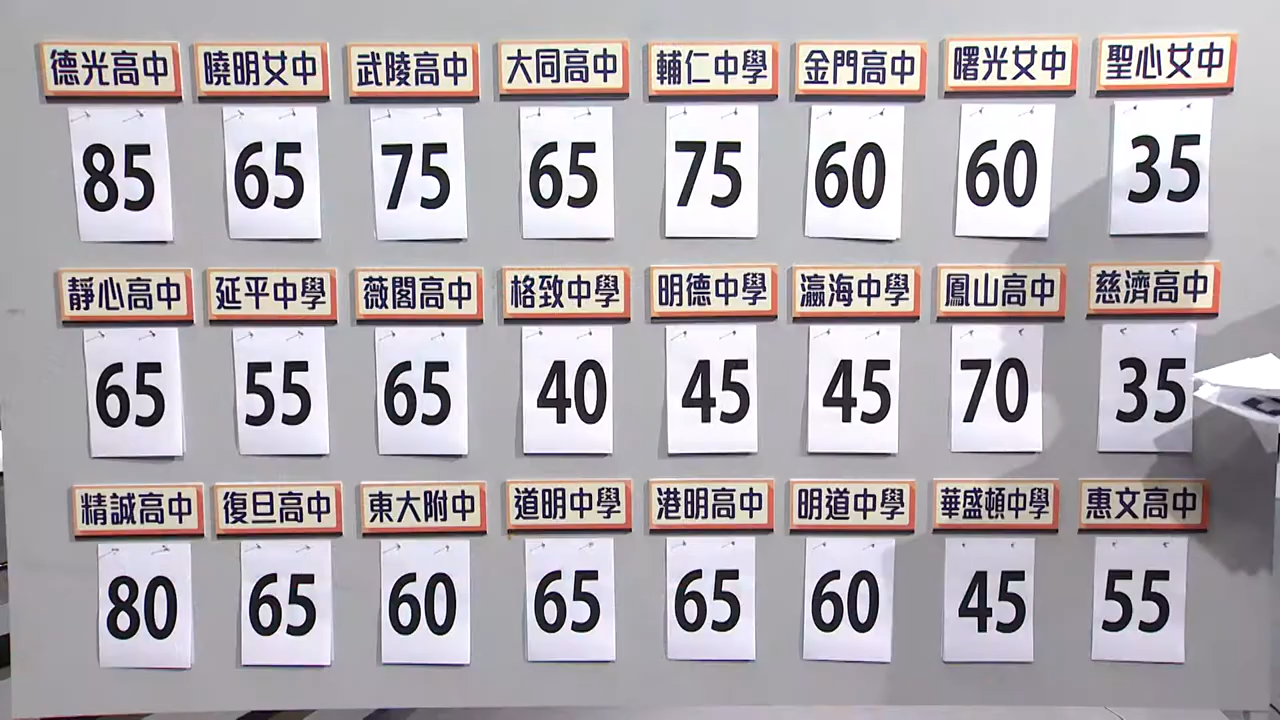 德光高中 曉明女中 武陵高中 大同高中 輔仁中學 金門高中 曙光女中 聖心女中
85 65 75 65 75 60 60 35
靜心高中 延平中學 薇閣高中 格致中學 明德中學 瀛海中學 鳳山高中 慈濟高中
65 55 65 40 45 45 70 35
精誠高中 復旦高中 東大附中 道明中學 港明高中 明道中學 華盛頓中學 惠文高中
80 65 60 65 65 60 45 55